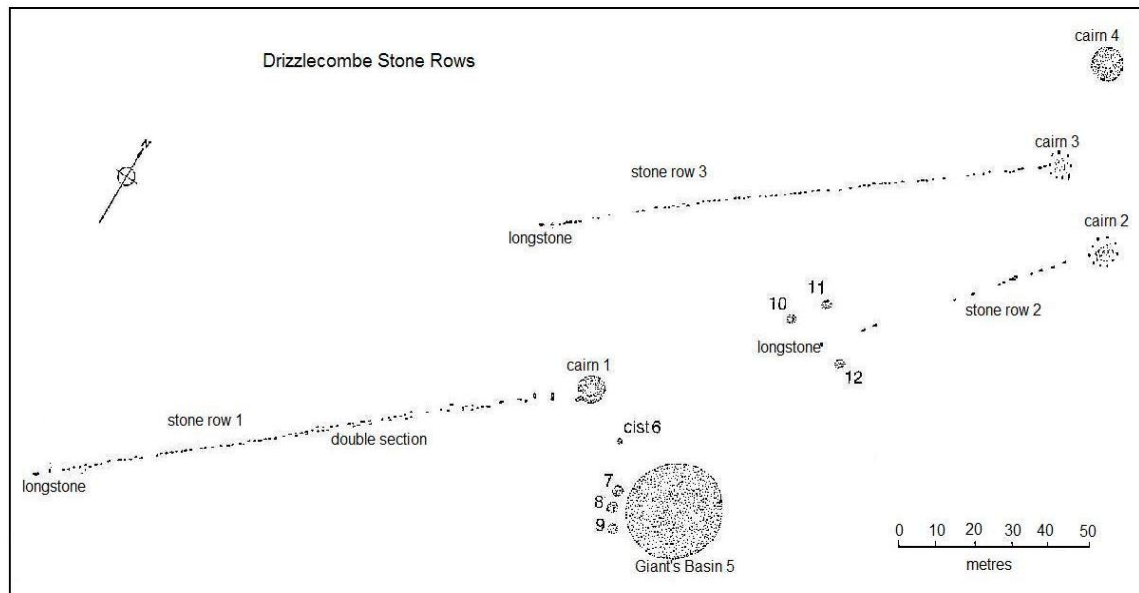 cairn 4
Drizzlecombe Stone Rows
N
cairn 3
stone row 3
longstone
cairn 2
11
10
stone row 2
longstone
12
cairn 1
stone row 1
double section
cist 6
longstone
7
8
9
Giant's Basin 5
0 10 20 30 40 50
metres